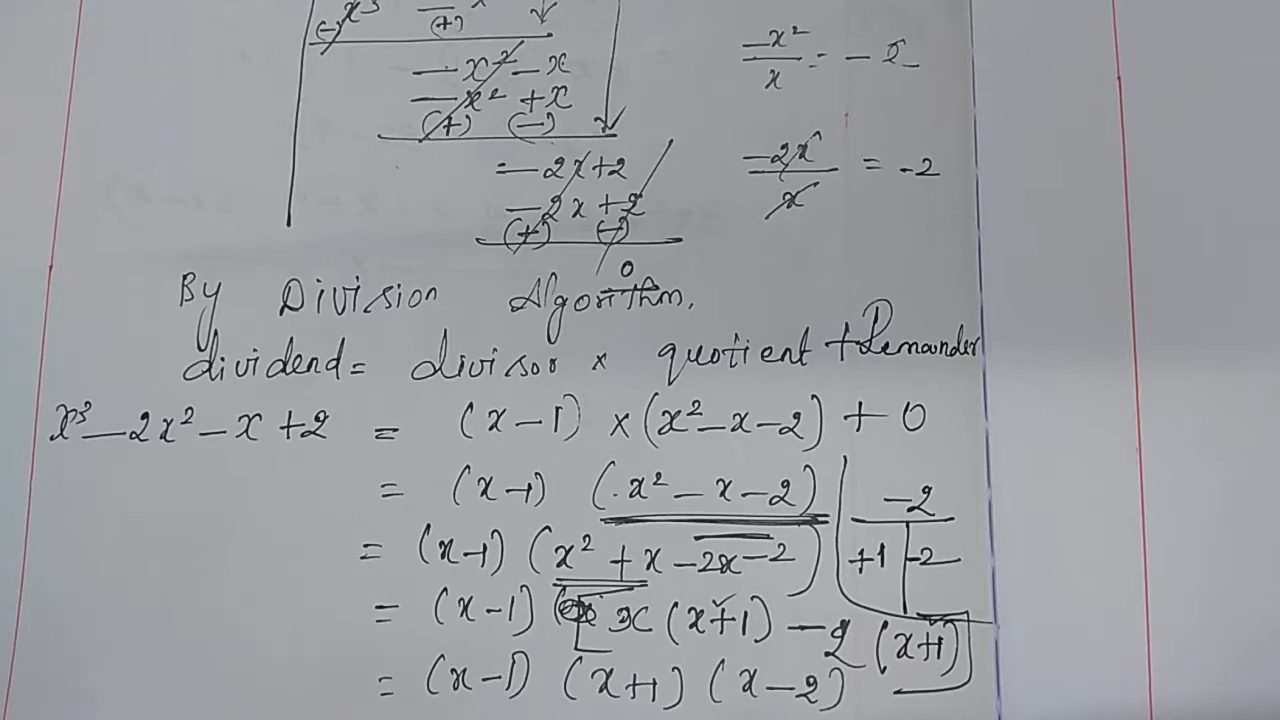 (-) x³ (+) x
— x² — x
-x²/x = - x
— x² + x
(+) (-)
= — 2x + 2
-2x/x = -2
— 2x + 2
(+) (-)
0
By Division Algorithm,
dividend = divisor × quotient + Remainder
x³ — 2x² — x + 2 = (x — 1) × (x² — x — 2) + 0
= (x — 1) (x² — x — 2)
-2
= (x — 1) (x² + x — 2x — 2)
+1 -2
= (x — 1) [x (x + 1) — 2 (x + 1)]
= (x — 1) (x + 1) (x — 2)